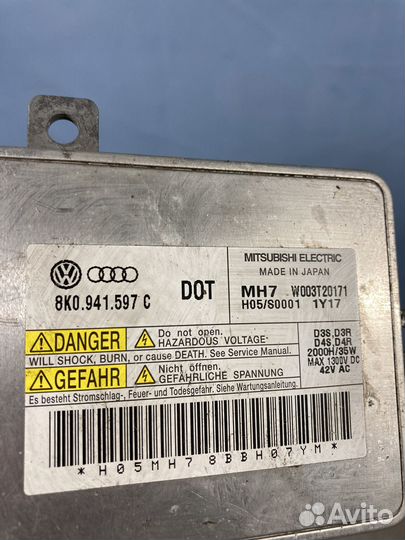 MITSUBISHI ELECTRIC
MADE IN JAPAN
8K0.941.597 C DOT
MH7 W003T20171
H05/S0001 1Y17
DANGER Do not open. HAZARDOUS VOLTAGE-
WILL SHOCK, BURN, or cause DEATH. See Service Manual.
GEFAHR Nicht öffnen. GEFÄHRLICHE SPANNUNG
Es besteht Stromschlag-, Feuer- und Todesgefahr. Siehe Wartungsanleitung.
D3S,D3R
D4S,D4R
2000H/35W
MAX 1300V DC
42V AC
*H05MH78BBH07YM*
Avito